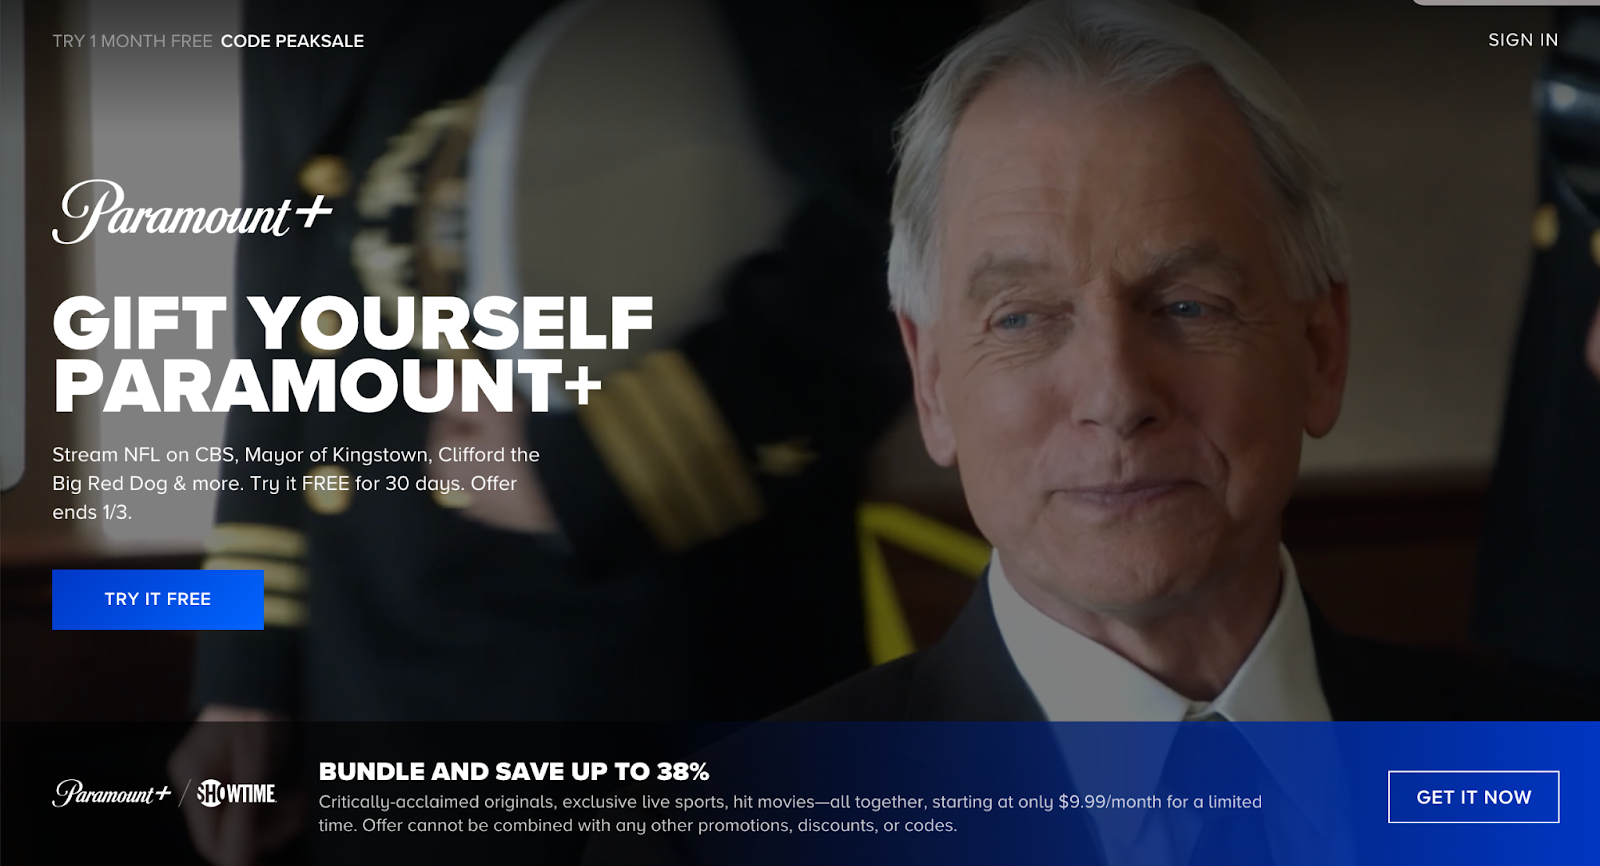 TRY 1 MONTH FREE CODE PEAKSALE
SIGN IN
Paramount+
GIFT YOURSELF
PARAMOUNT+
Stream NFL on CBS, Mayor of Kingstown, Clifford the
Big Red Dog & more. Try it FREE for 30 days. Offer
ends 1/3.
TRY IT FREE
Paramount+ / SHOWTIME
BUNDLE AND SAVE UP TO 38%
Critically-acclaimed originals, exclusive live sports, hit movies—all together, starting at only $9.99/month for a limited
time. Offer cannot be combined with any other promotions, discounts, or codes.
GET IT NOW